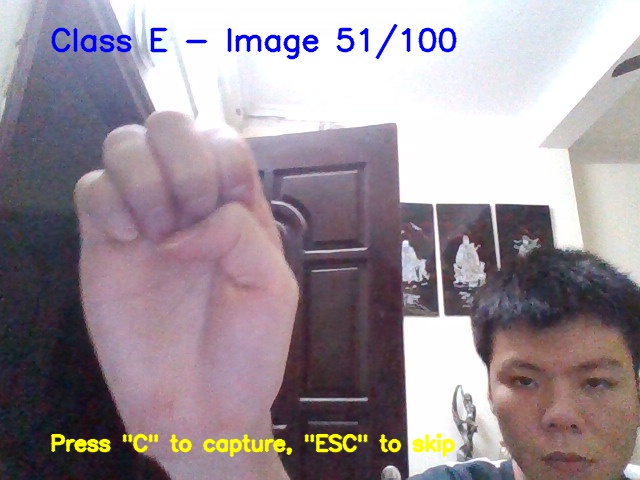 Class E - Image 51/100
Press "C" to capture, "ESC" to skip